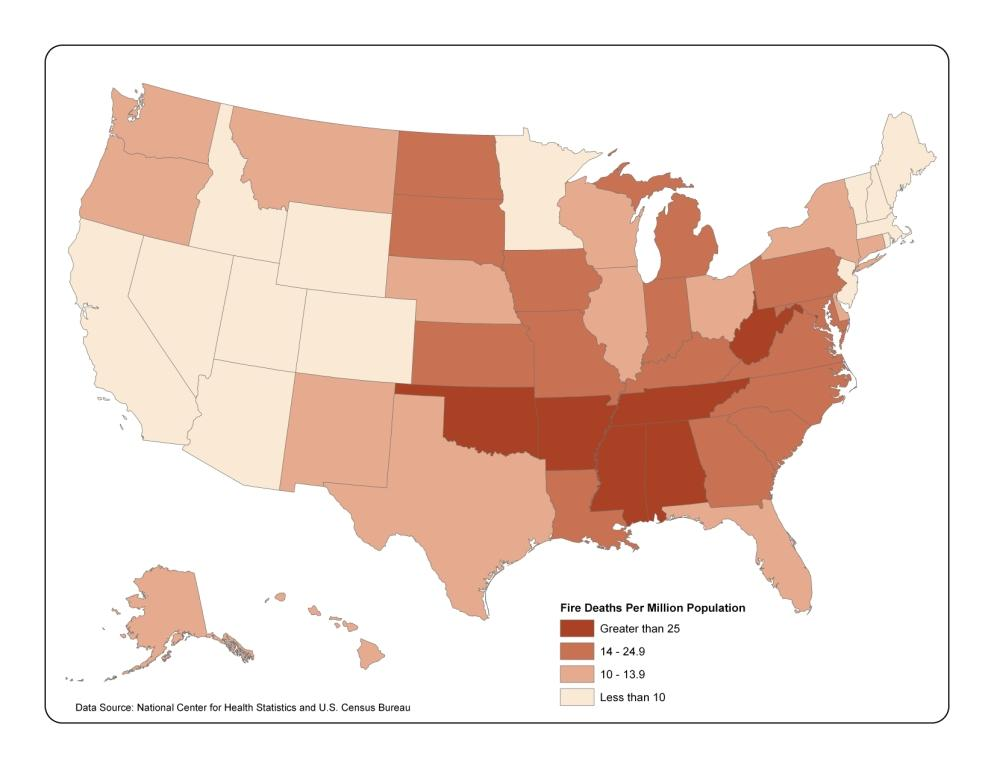 Fire Deaths Per Million Population
Greater than 25
14 - 24.9
10 - 13.9
Less than 10
Data Source: National Center for Health Statistics and U.S. Census Bureau